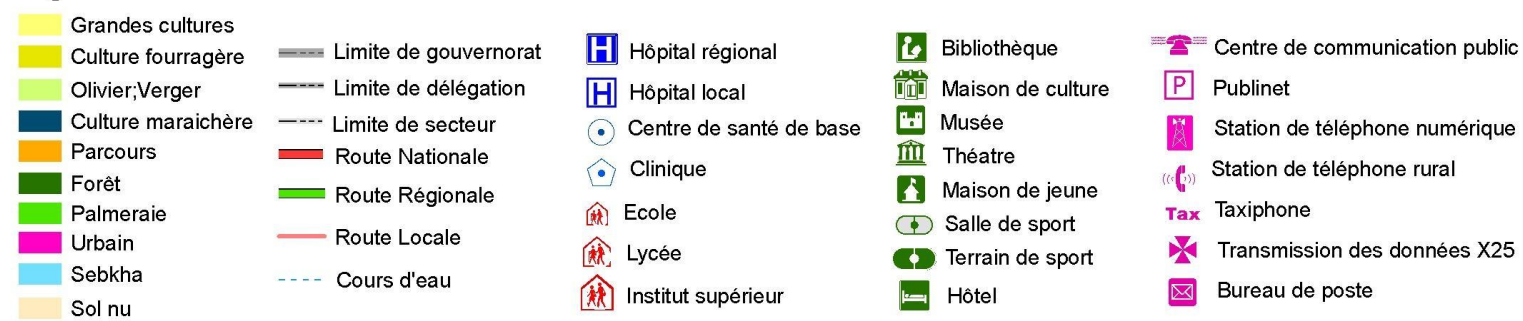 Grandes cultures
Culture fourragère
Olivier;Verger
Culture maraichère
Parcours
Forêt
Palmeraie
Urbain
Sebkha
Sol nu
Limite de gouvernorat
Limite de délégation
Limite de secteur
Route Nationale
Route Régionale
Route Locale
Cours d'eau
H Hôpital régional
H Hôpital local
Centre de santé de base
Clinique
Ecole
Lycée
Institut supérieur
Bibliothèque
Maison de culture
Musée
Théatre
Maison de jeune
Salle de sport
Terrain de sport
Hôtel
Centre de communication public
P Publinet
Station de téléphone numérique
Station de téléphone rural
Tax Taxiphone
Transmission des données X25
Bureau de poste